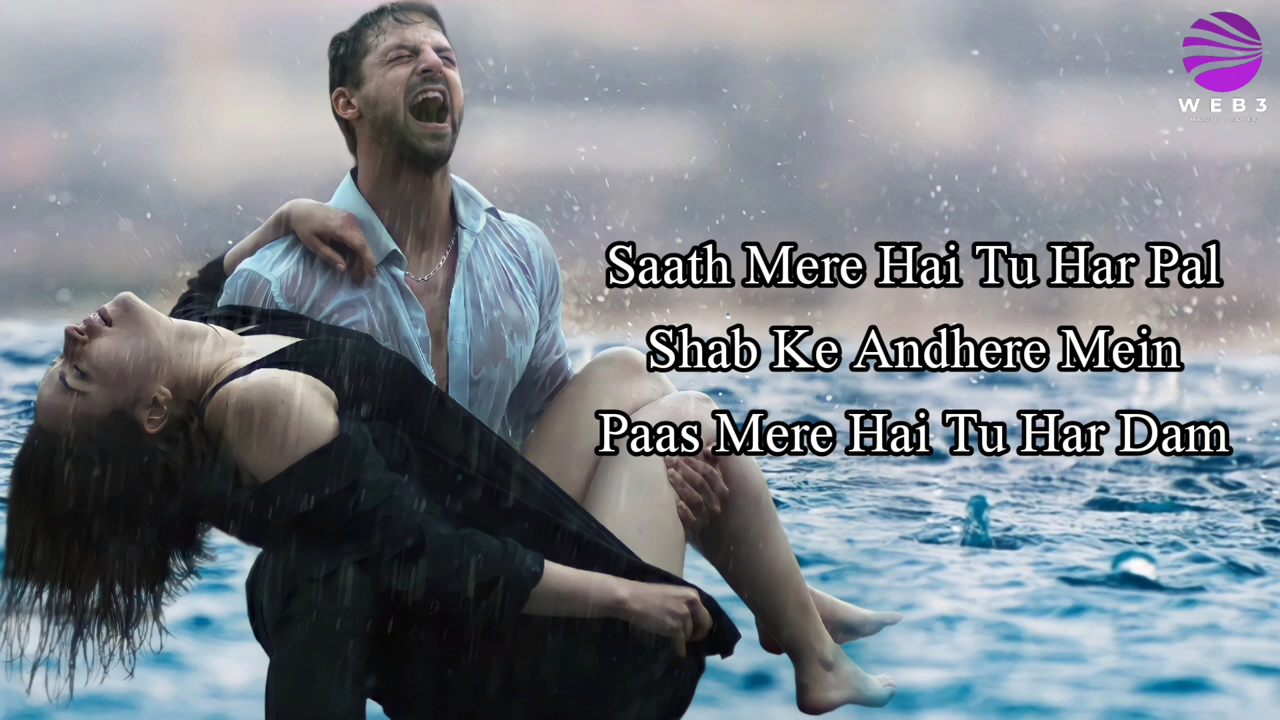 WEB3
Saath Mere Hai Tu Har Pal
Shab Ke Andhere Mein
Paas Mere Hai Tu Har Dam